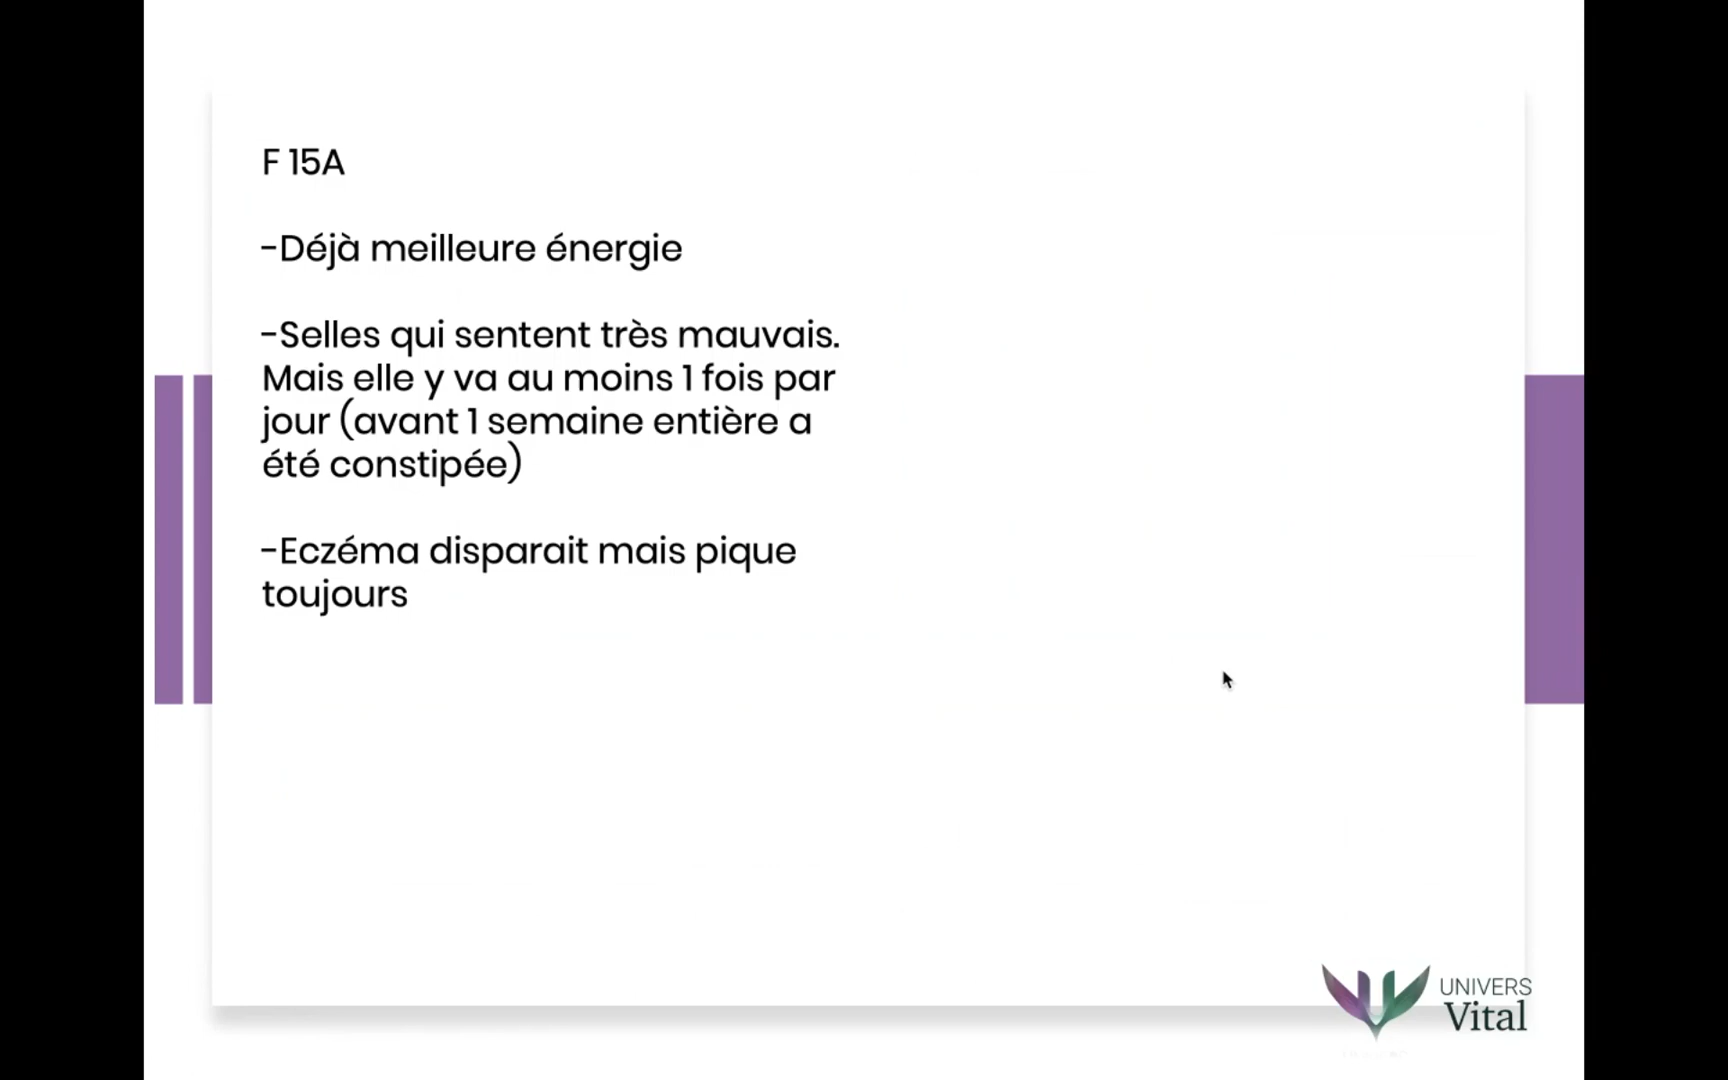 F 15A
-Déjà meilleure énergie
-Selles qui sentent très mauvais.
Mais elle y va au moins 1 fois par
jour (avant 1 semaine entière a
été constipée)
-Eczéma disparait mais pique
toujours
UNIVERS
Vital